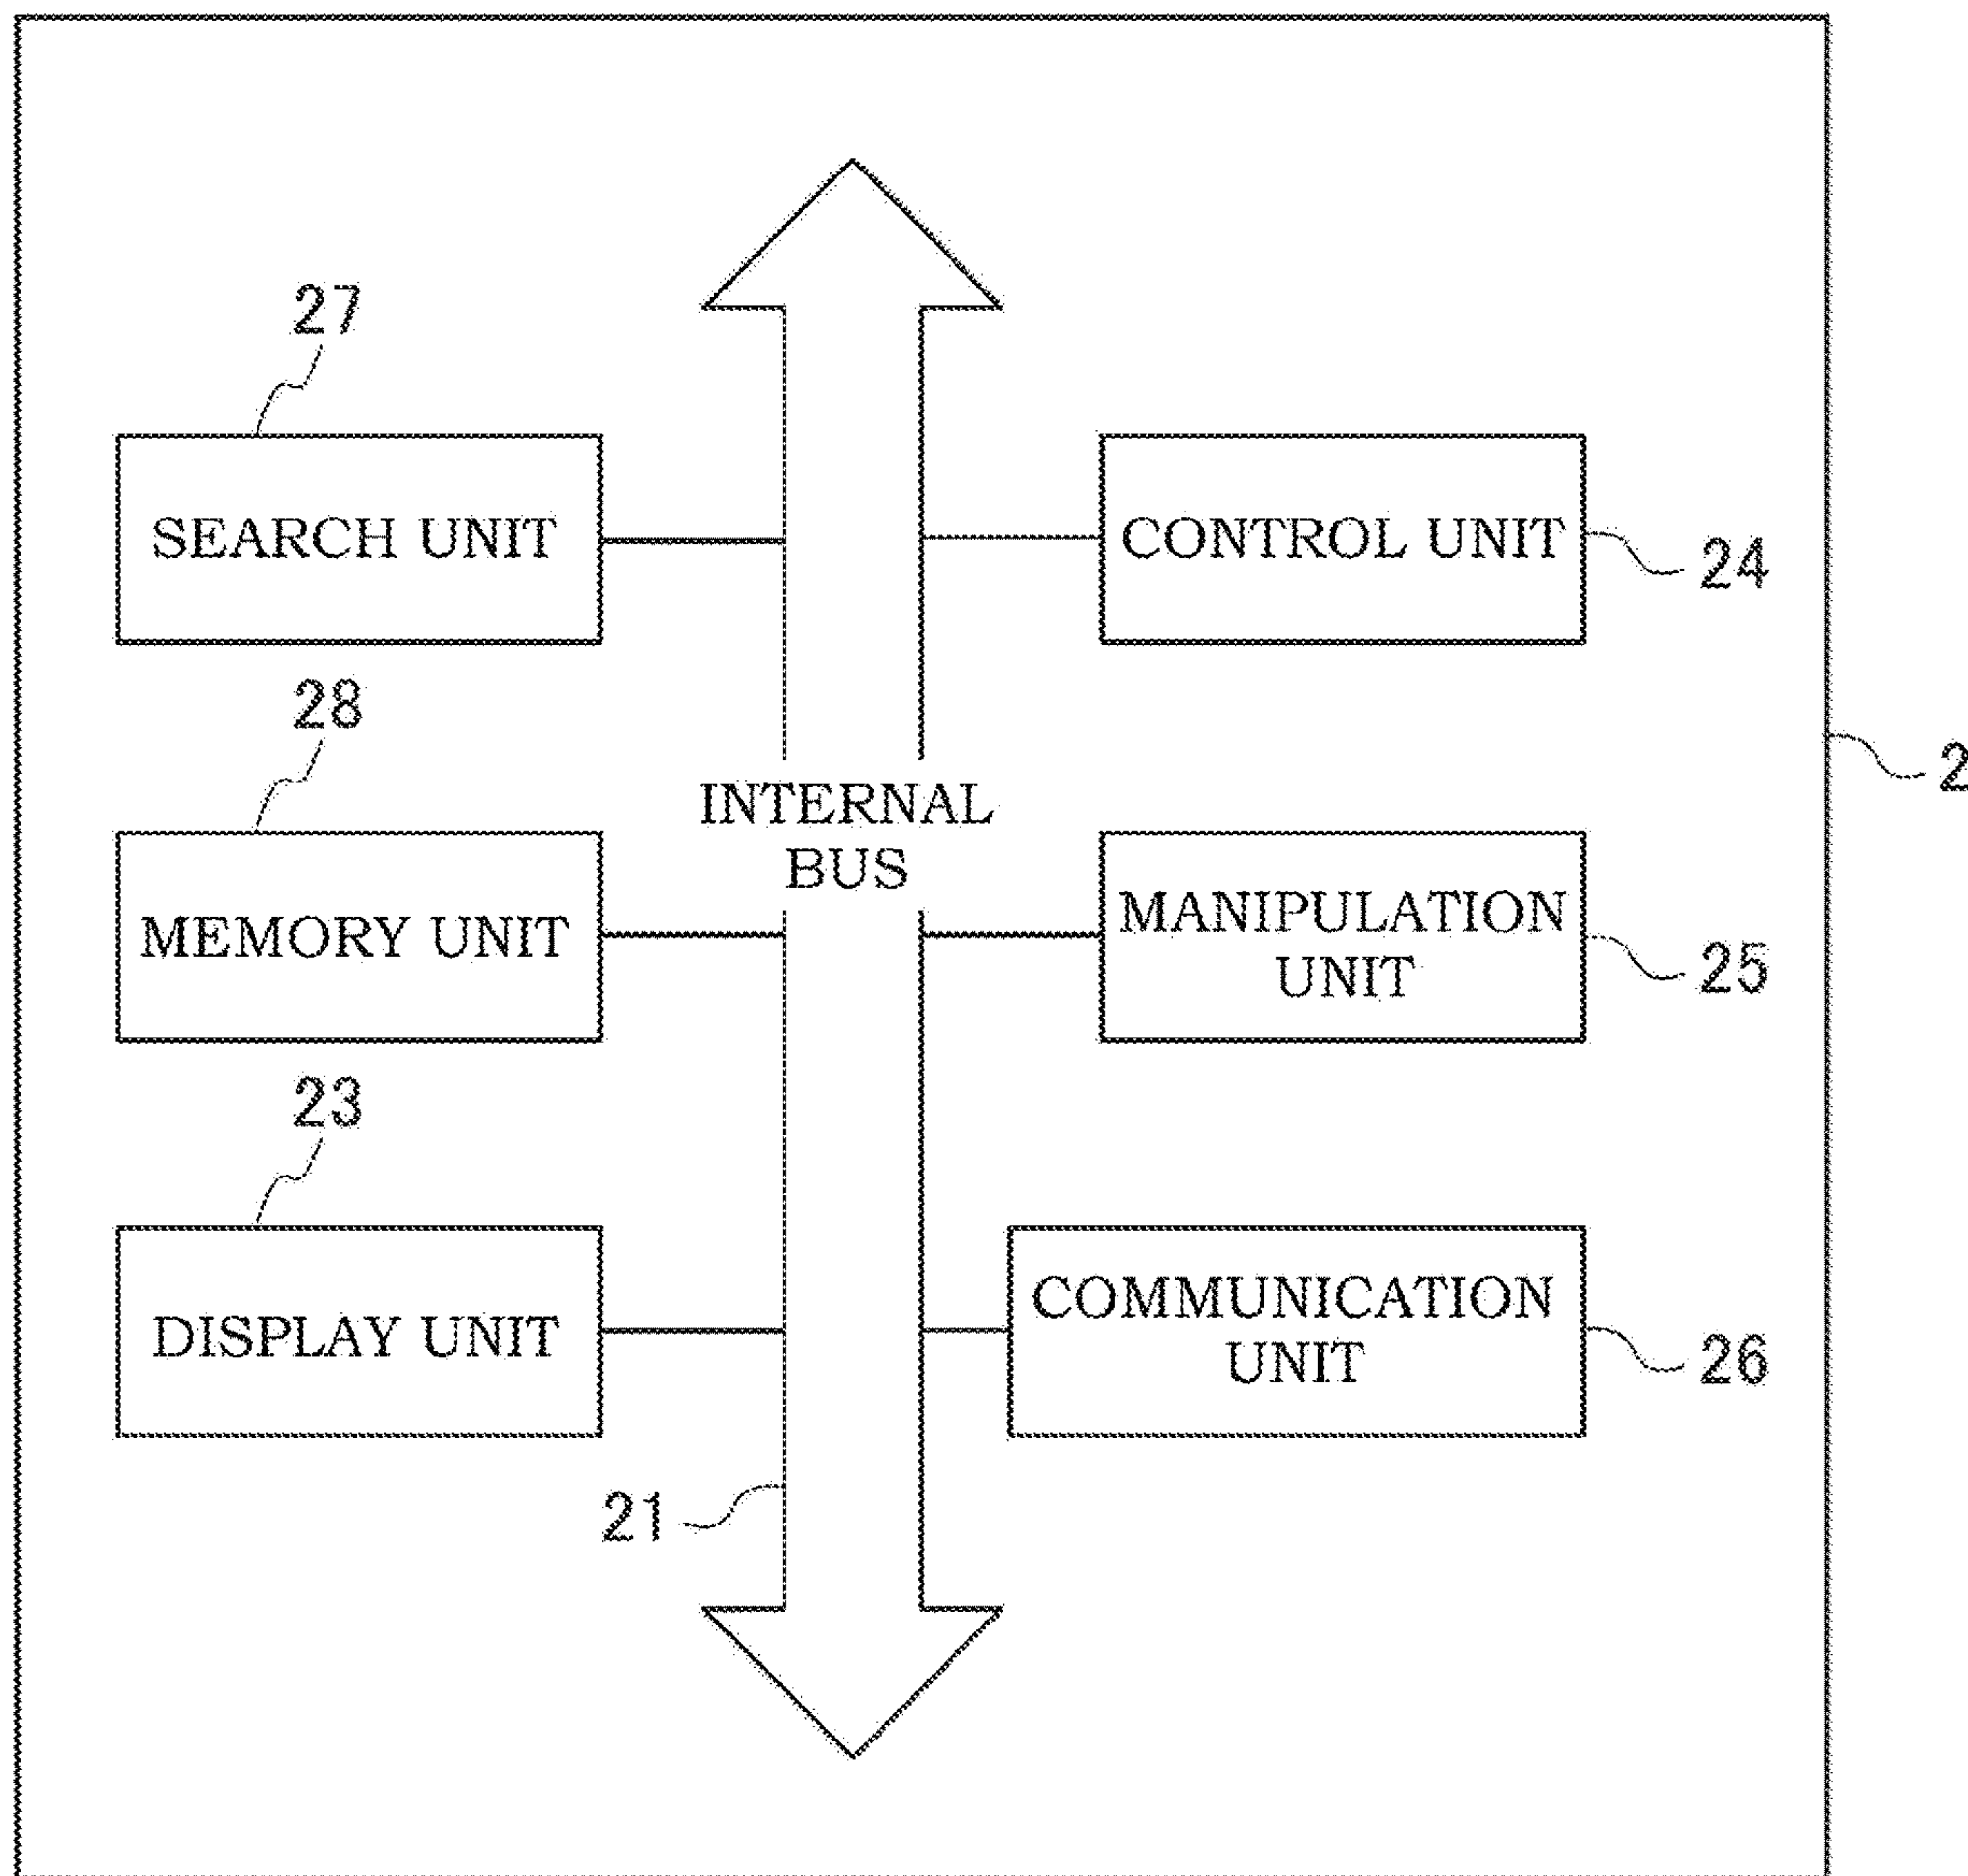 27
SEARCH UNIT
CONTROL UNIT
24
28
2
INTERNAL
BUS
MEMORY UNIT
MANIPULATION
UNIT
25
23
DISPLAY UNIT
COMMUNICATION
UNIT
26
21